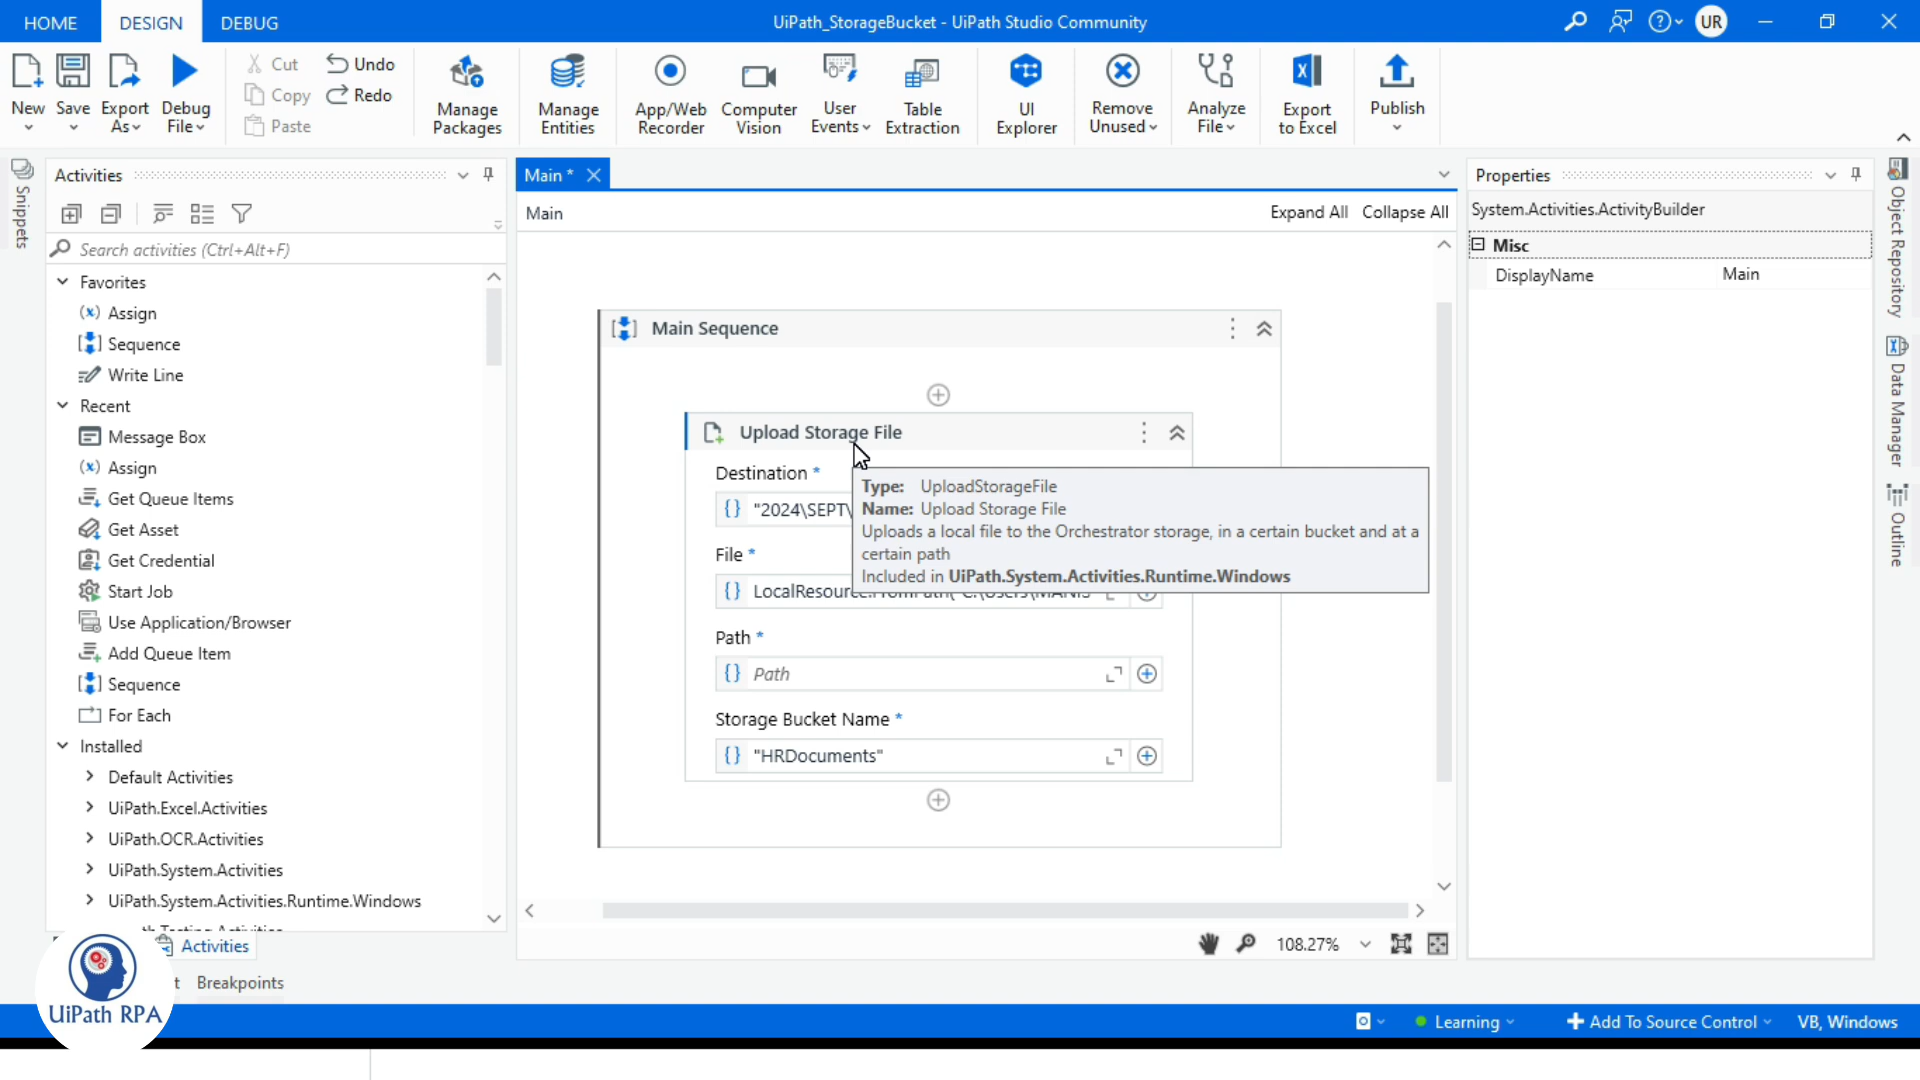 HOME
DESIGN
DEBUG
UiPath_StorageBucket - UiPath Studio Community
UR
New
Save
Export As
Debug File
Cut
Copy
Paste
Undo
Redo
Manage Packages
Manage Entities
App/Web Recorder
Computer Vision
User Events
Table Extraction
UI Explorer
Remove Unused
Analyze File
Export to Excel
Publish
Snippets
Activities
Search activities (Ctrl+Alt+F)
Favorites
Assign
Sequence
Write Line
Recent
Message Box
Assign
Get Queue Items
Get Asset
Get Credential
Start Job
Use Application/Browser
Add Queue Item
Sequence
For Each
Installed
Default Activities
UiPath.Excel.Activities
UiPath.OCR.Activities
UiPath.System.Activities
UiPath.System.Activities.Runtime.Windows
Activities
Breakpoints
UiPath RPA
Main *
Main
Expand All
Collapse All
Main Sequence
Upload Storage File
Destination *
"2024\SEPT\
File *
Path *
Path
Storage Bucket Name *
"HRDocuments"
Type: UploadStorageFile
Name: Upload Storage File
Uploads a local file to the Orchestrator storage, in a certain bucket and at a
certain path
Included in UiPath.System.Activities.Runtime.Windows
108.27%
Properties
System.Activities.ActivityBuilder
Misc
DisplayName
Main
Object Repository
Data Manager
Outline
Learning
Add To Source Control
VB, Windows